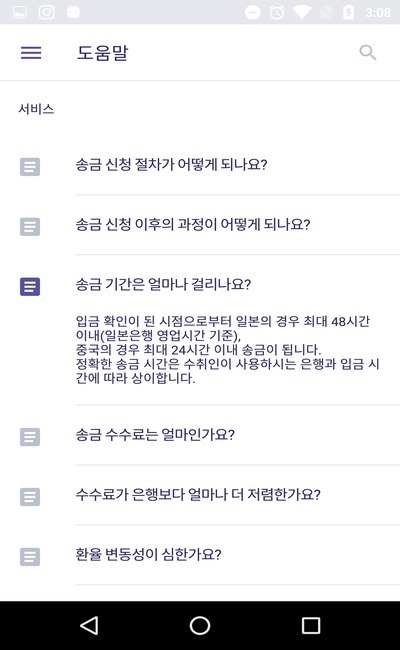 3:08
도움말
서비스
송금 신청 절차가 어떻게 되나요?
송금 신청 이후의 과정이 어떻게 되나요?
송금 기간은 얼마나 걸리나요?
입금 확인이 된 시점으로부터 일본의 경우 최대 48시간
이내(일본은행 영업시간 기준),
중국의 경우 최대 24시간 이내 송금이 됩니다.
정확한 송금 시간은 수취인이 사용하시는 은행과 입금 시
간에 따라 상이합니다.
송금 수수료는 얼마인가요?
수수료가 은행보다 얼마나 더 저렴한가요?
환율 변동성이 심한가요?